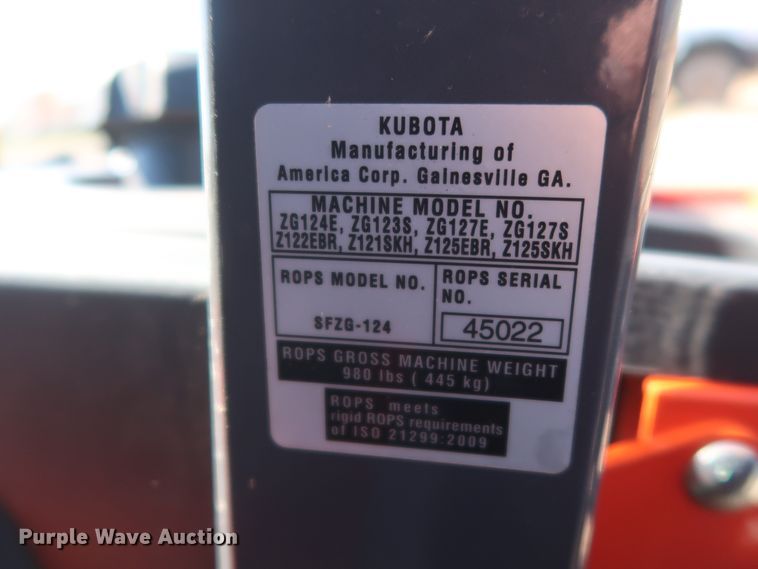 KUBOTA
Manufacturing of
America Corp. Gainesville GA.
MACHINE MODEL NO.
ZG124E, ZG123S, ZG127E, ZG127S
Z122EBR, Z121SKH, Z125EBR, Z125SKH
ROPS MODEL NO.
SFZG-124
ROPS SERIAL
NO.
45022
ROPS GROSS MACHINE WEIGHT
980 lbs ( 445 kg)
ROPS meets
rigid ROPS requirements
of ISO 21299:2009
Purple Wave Auction®